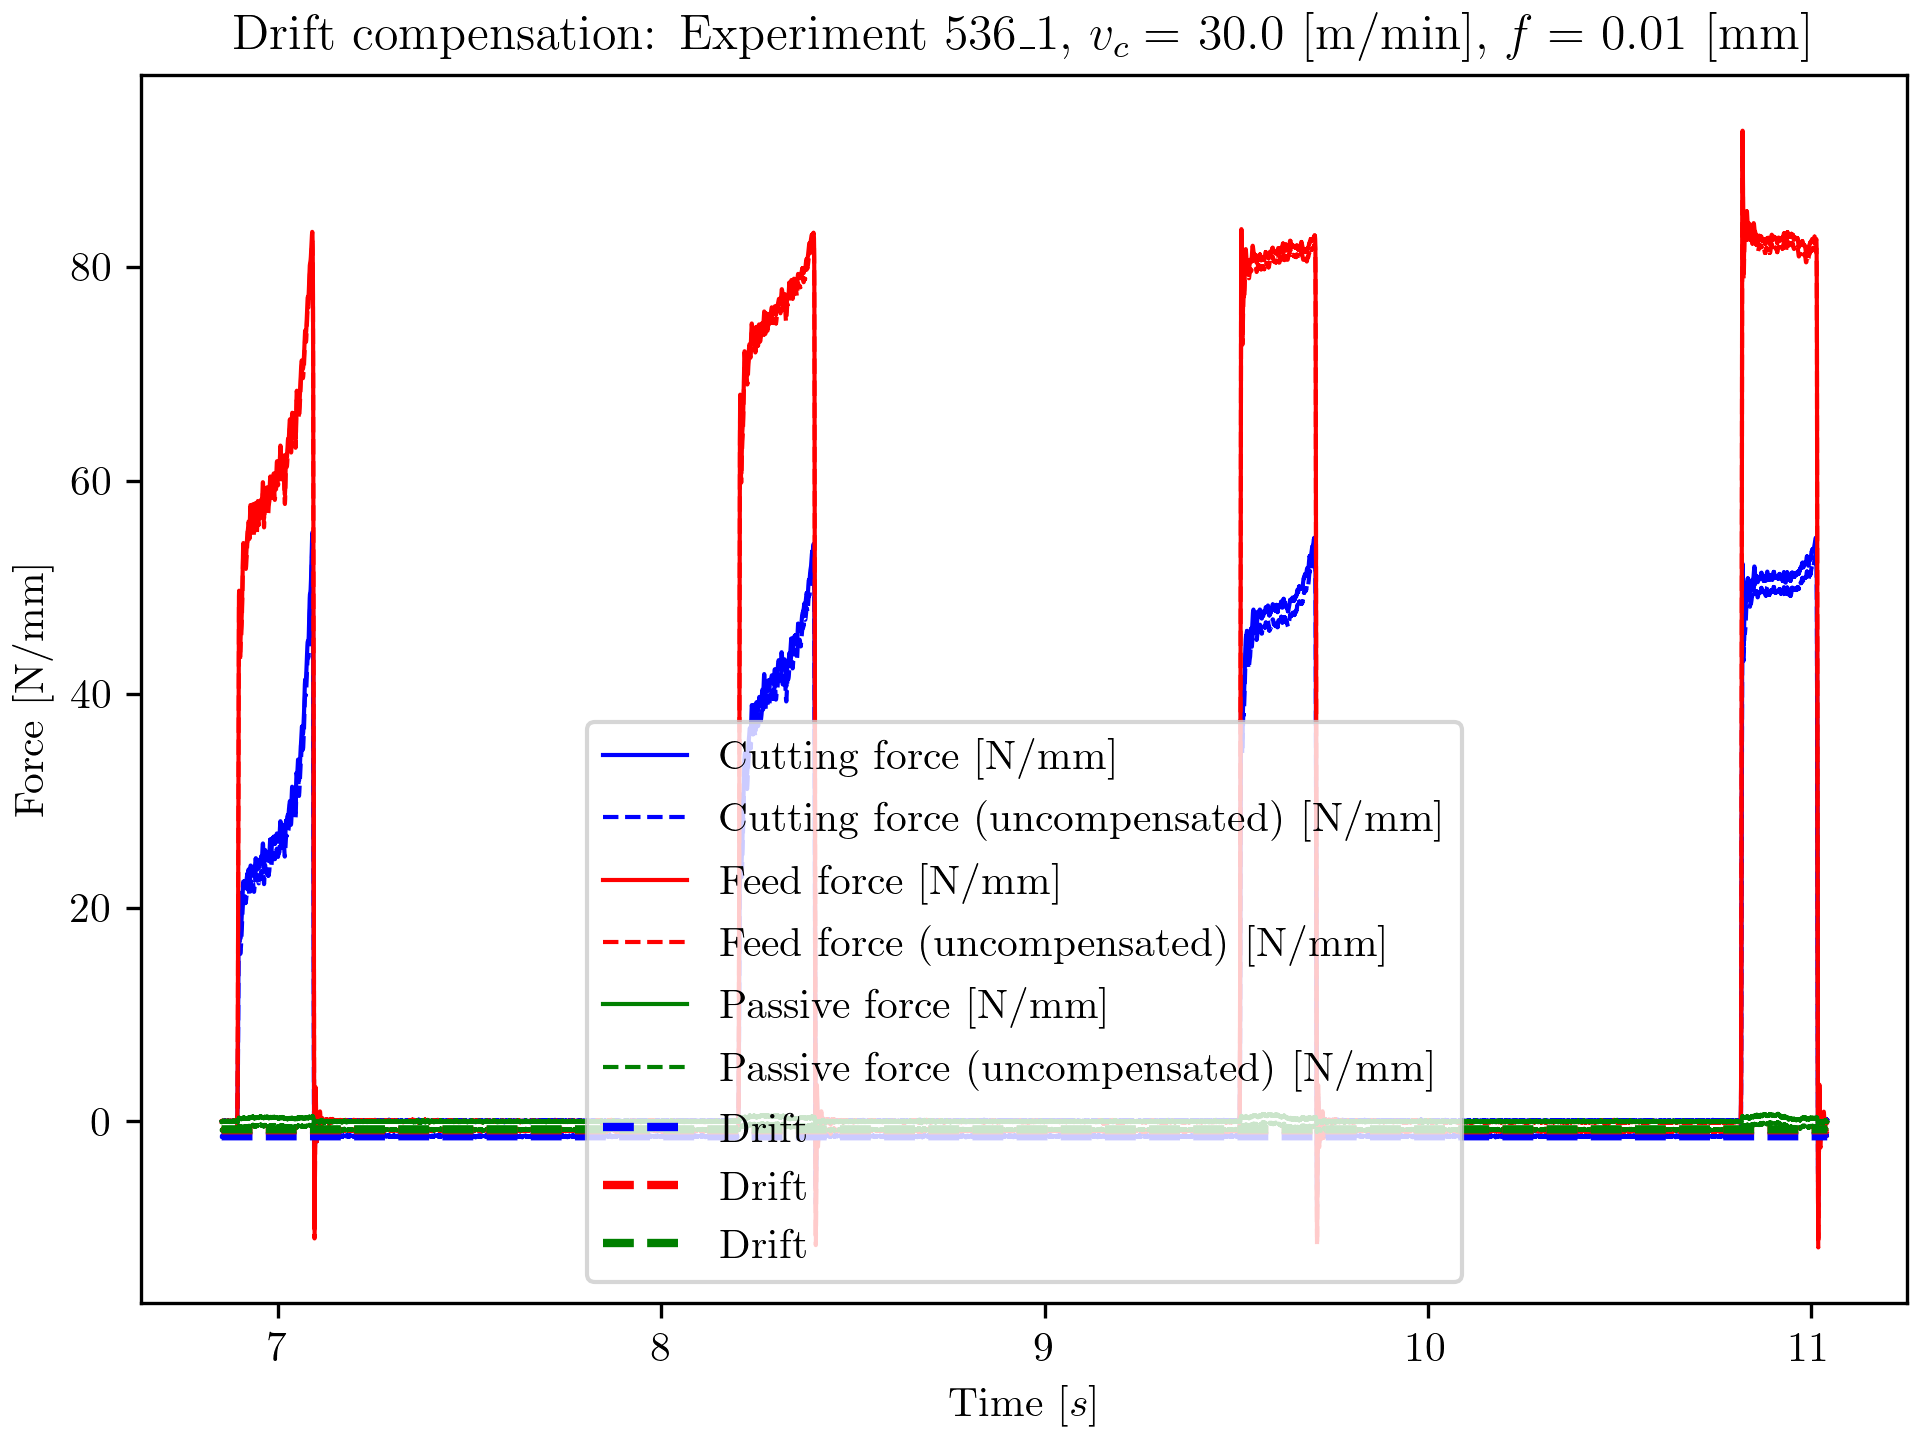 Drift compensation: Experiment 536_1, v_c = 30.0 [m/min], f = 0.01 [mm]
Force [N/mm]
80
60
40
20
0
Cutting force [N/mm]
Cutting force (uncompensated) [N/mm]
Feed force [N/mm]
Feed force (uncompensated) [N/mm]
Passive force [N/mm]
Passive force (uncompensated) [N/mm]
Drift
Drift
Drift
7 8 9 10 11
Time [s]